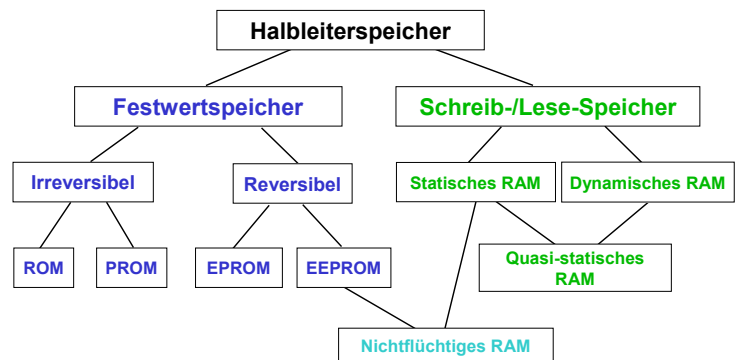 Halbleiterspeicher
Festwertspeicher
Schreib-/Lese-Speicher
Irreversibel
Reversibel
Statisches RAM
Dynamisches RAM
ROM
PROM
EPROM
EEPROM
Quasi-statisches
RAM
Nichtflüchtiges RAM